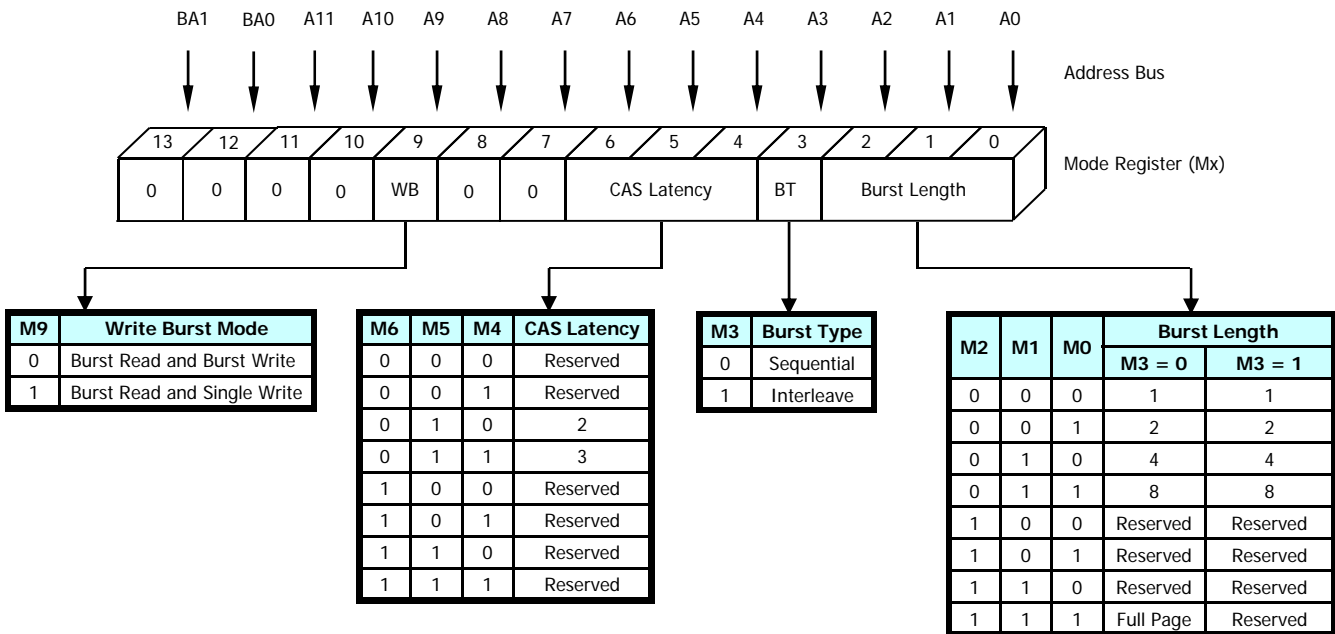 BA1 BA0 A11 A10 A9 A8 A7 A6 A5 A4 A3 A2 A1 A0
Address Bus
13 12 11 10 9 8 7 6 5 4 3 2 1 0
Mode Register (Mx)
0 0 0 0 WB 0 0 CAS Latency BT Burst Length
M9 Write Burst Mode
0 Burst Read and Burst Write
1 Burst Read and Single Write
M6 M5 M4 CAS Latency
0 0 0 Reserved
0 0 1 Reserved
0 1 0 2
0 1 1 3
1 0 0 Reserved
1 0 1 Reserved
1 1 0 Reserved
1 1 1 Reserved
M3 Burst Type
0 Sequential
1 Interleave
M2 M1 M0 Burst Length
M3 = 0 M3 = 1
0 0 0 1 1
0 0 1 2 2
0 1 0 4 4
0 1 1 8 8
1 0 0 Reserved Reserved
1 0 1 Reserved Reserved
1 1 0 Reserved Reserved
1 1 1 Full Page Reserved